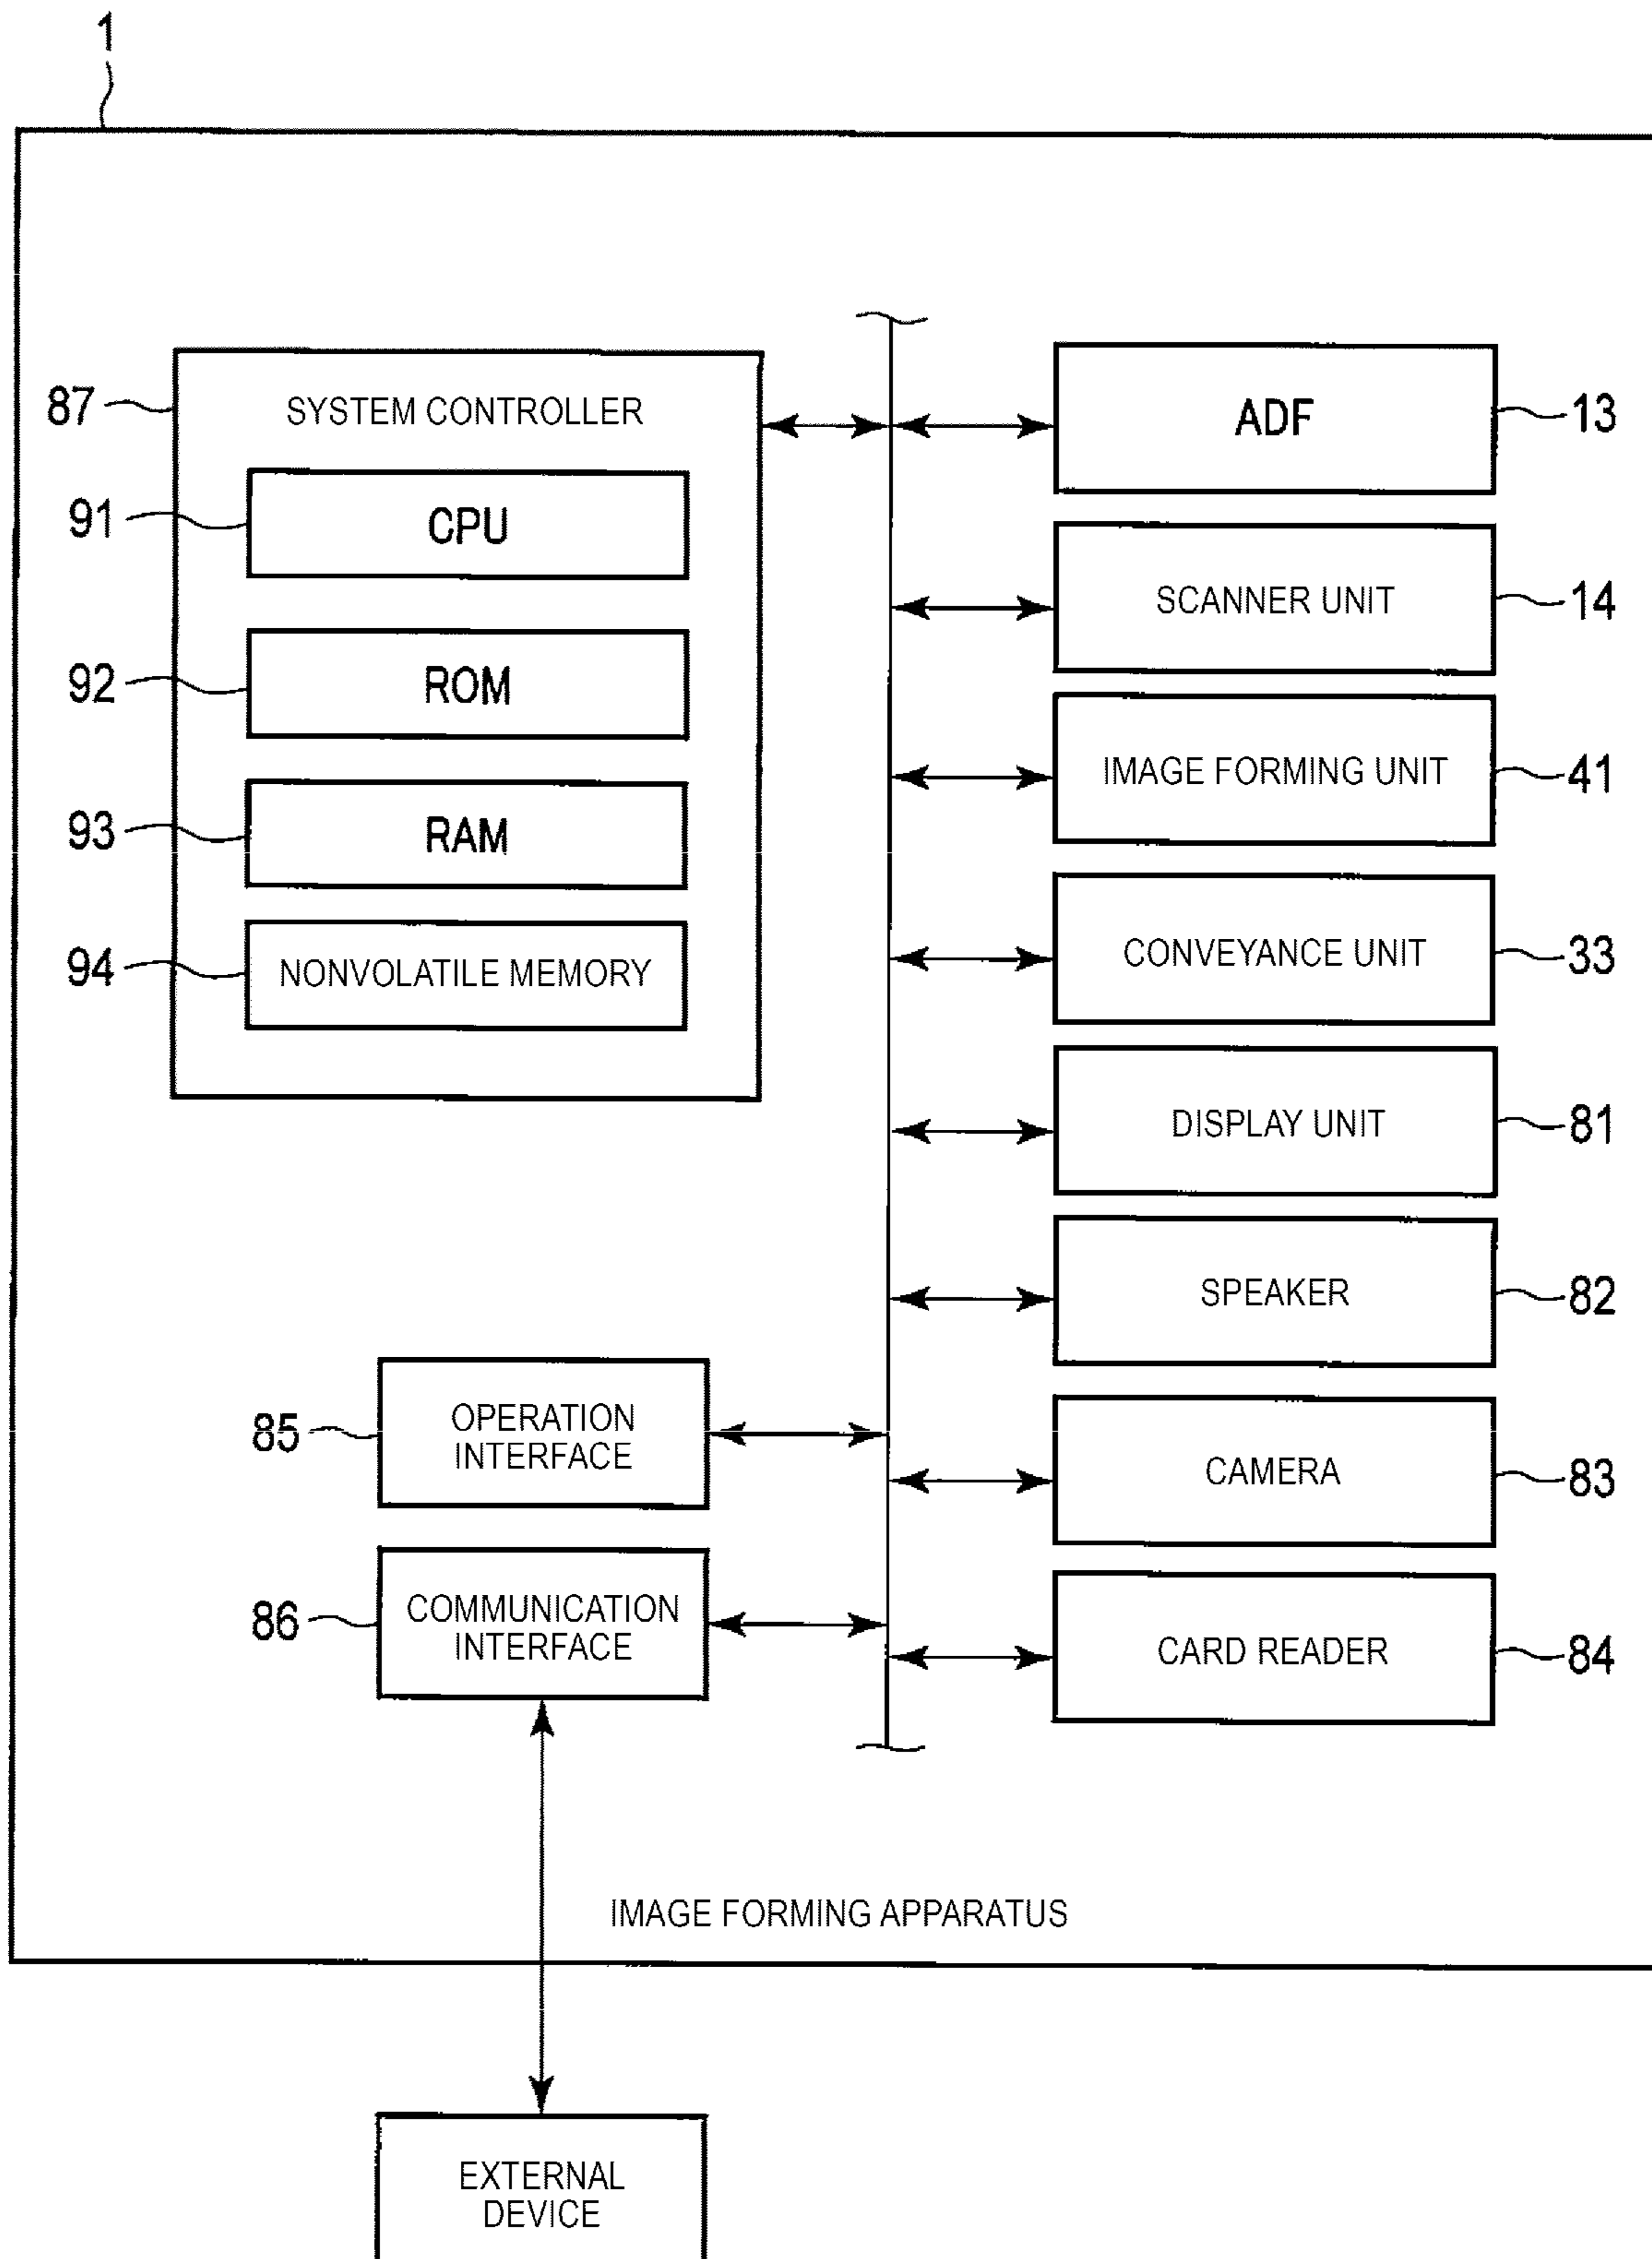 1
87
SYSTEM CONTROLLER
91
CPU
92
ROM
93
RAM
94
NONVOLATILE MEMORY
ADF
13
SCANNER UNIT
14
IMAGE FORMING UNIT
41
CONVEYANCE UNIT
33
DISPLAY UNIT
81
SPEAKER
82
85
OPERATION
INTERFACE
CAMERA
83
86
COMMUNICATION
INTERFACE
CARD READER
84
IMAGE FORMING APPARATUS
EXTERNAL
DEVICE